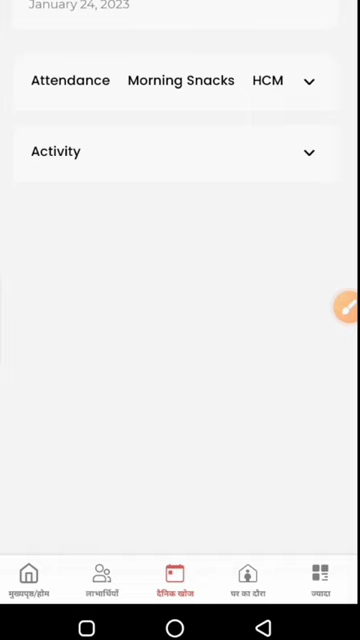 January 24, 2023
Attendance Morning Snacks HCM
Activity
मुख्यपृष्ठ/होम लाभार्थियों दैनिक खोज घर का दौरा ज्यादा